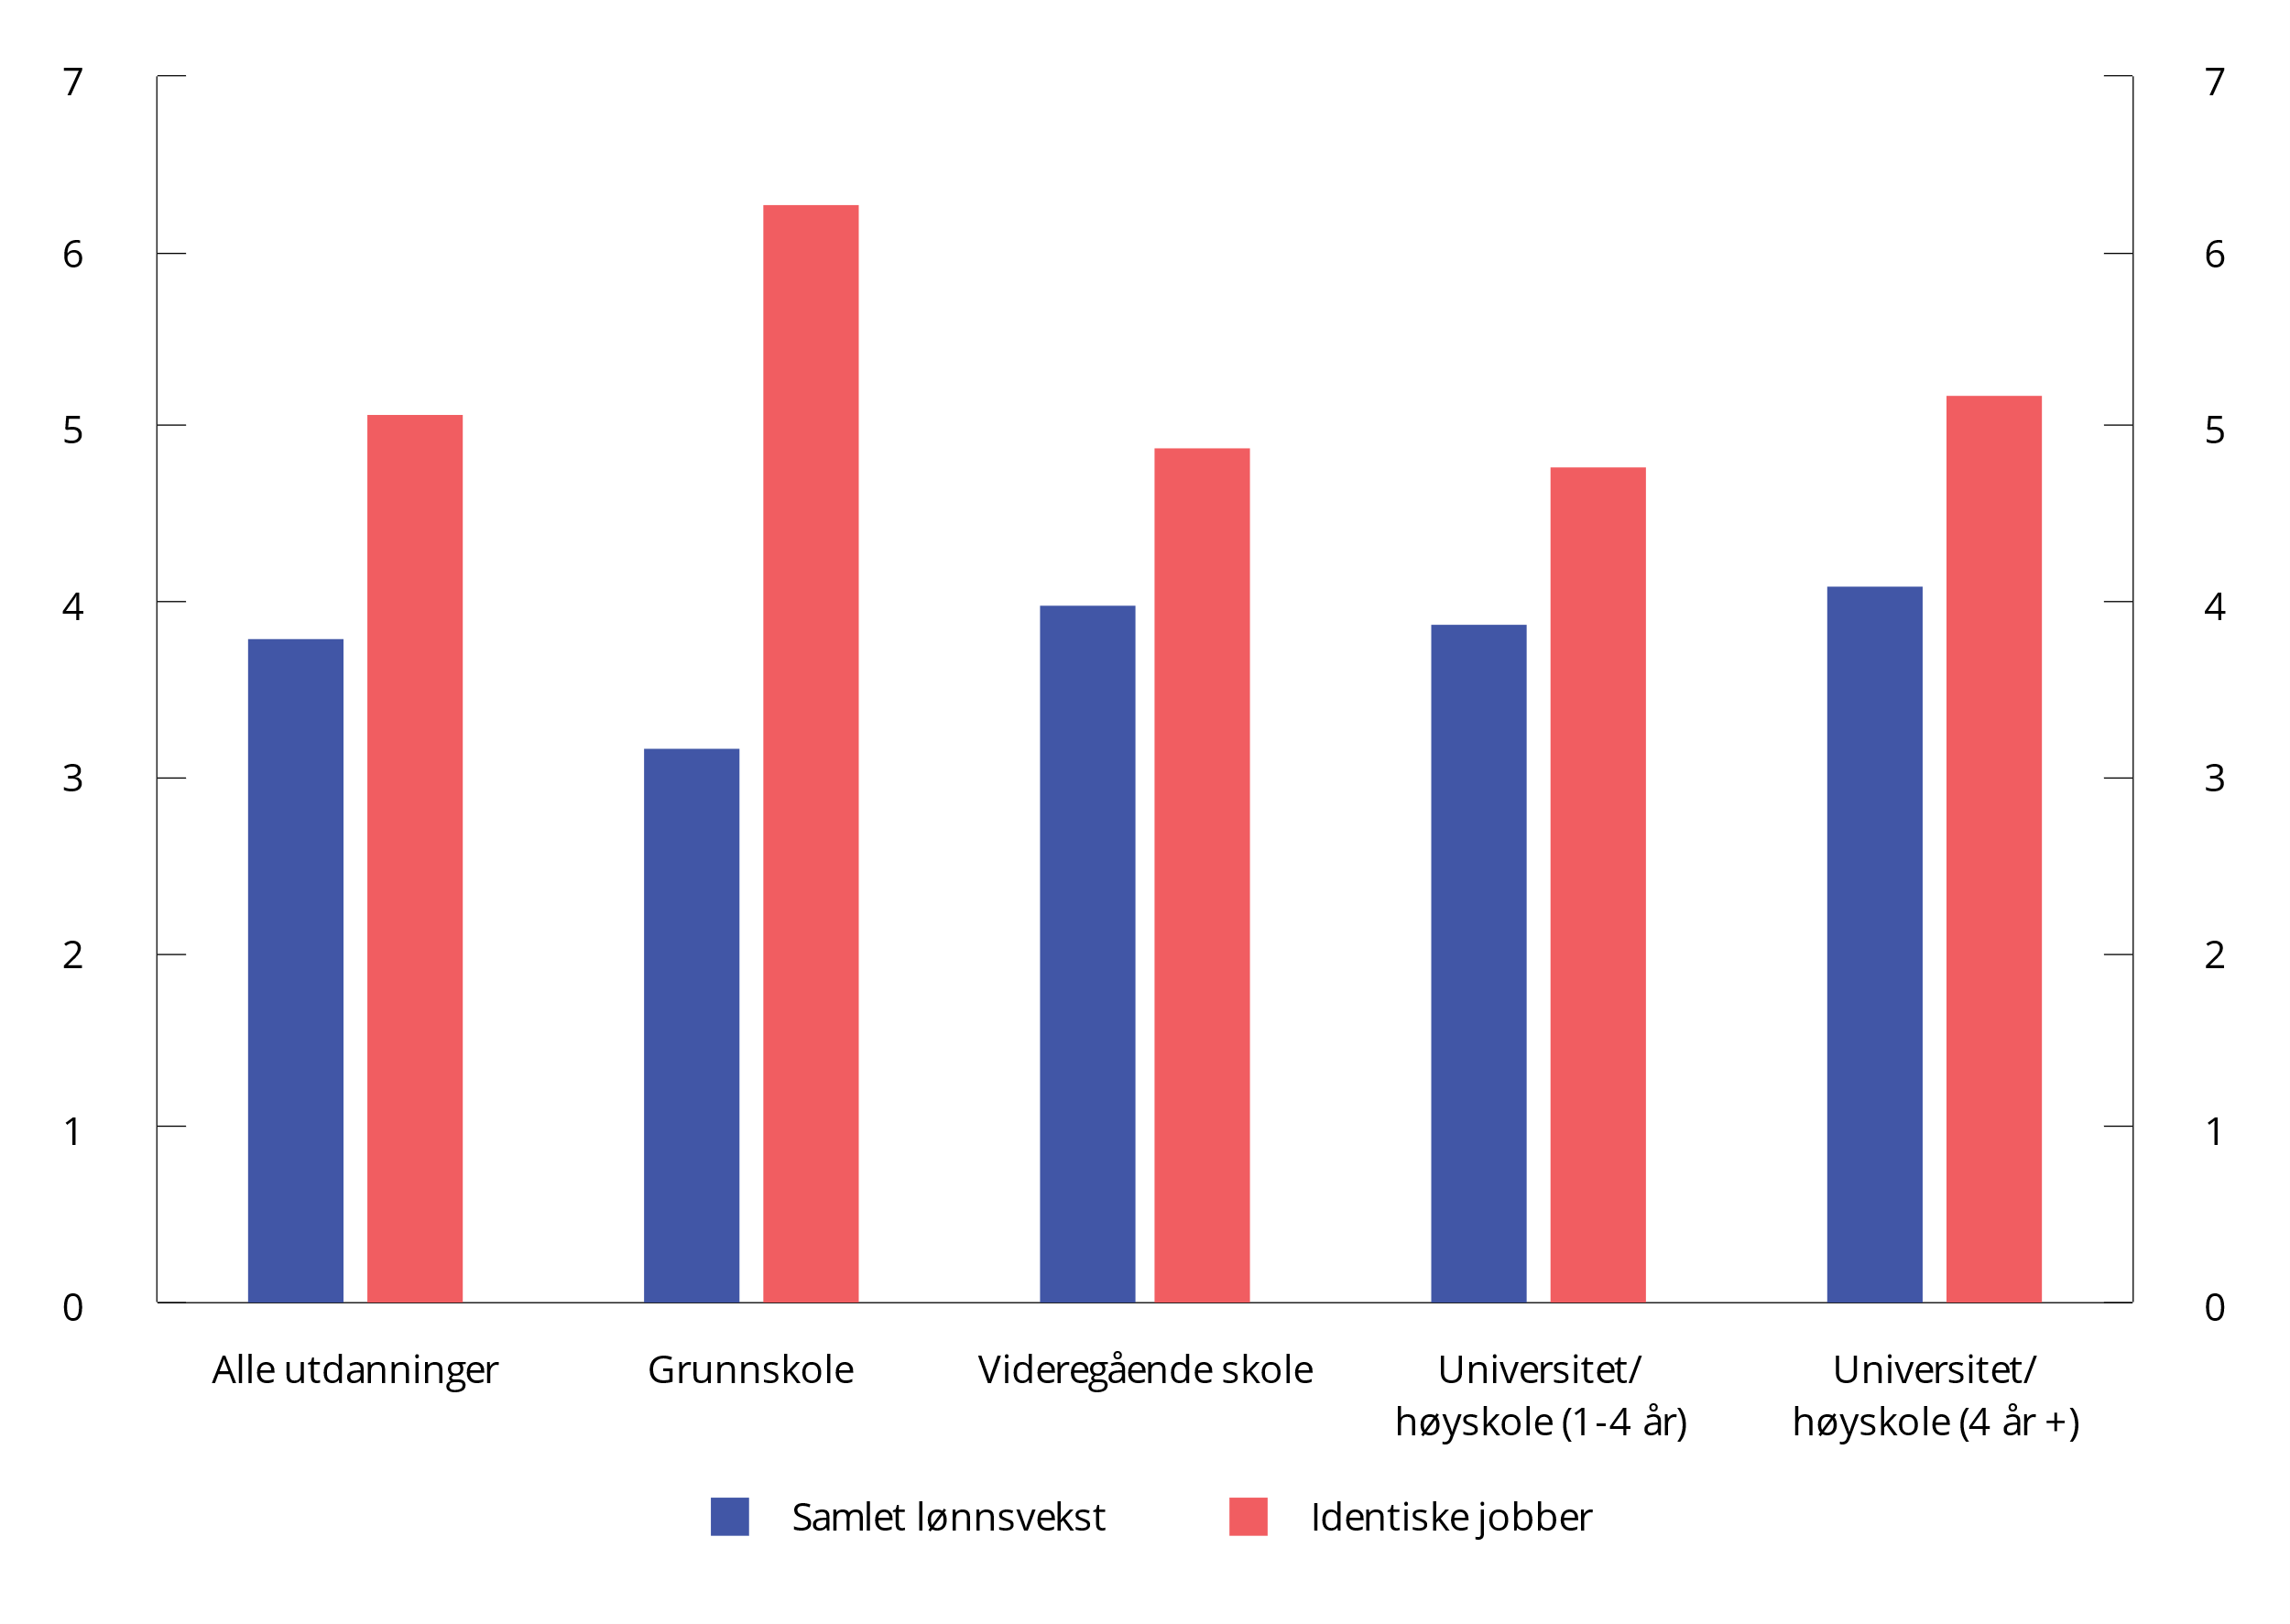 7
7
6
6
5
5
4
4
3
3
2
2
1
1
0
0
Alle utdanninger
Grunnskole
Videregående skole
Universitet/
høyskole (1-4 år)
Universitet/
høyskole (4 år +)
Samlet lønnsvekst
Identiske jobber